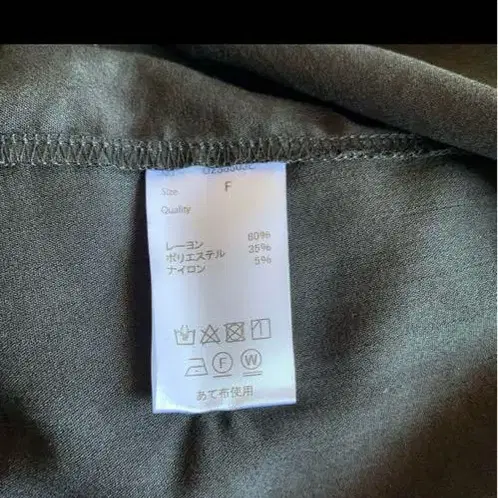 Size F
Quality
レーヨン 60%
ポリエステル 35%
ナイロン 5%
F W
あて布使用